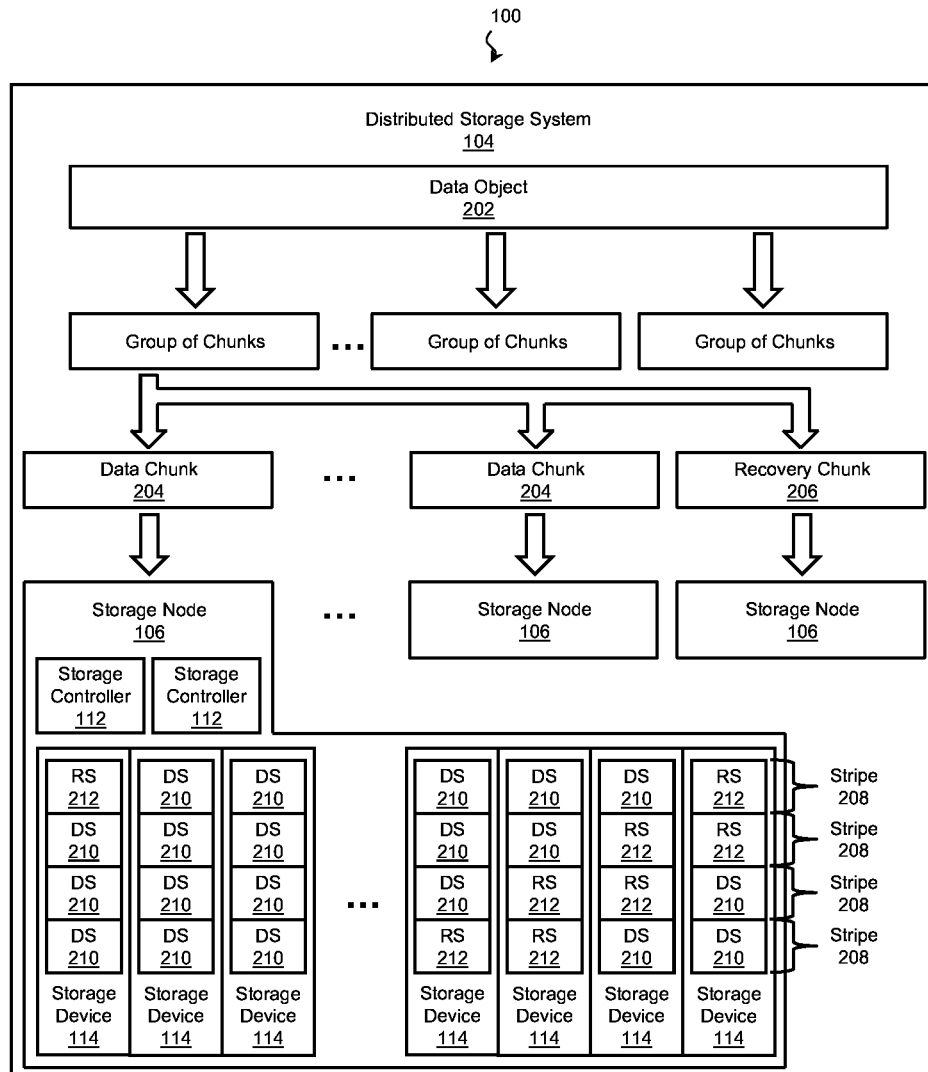 100
Distributed Storage System
104
Data Object
202
Group of Chunks ... Group of Chunks Group of Chunks
Data Chunk ... Data Chunk Recovery Chunk
204 204 206
Storage Node ... Storage Node Storage Node
106 106 106
Storage Storage
Controller Controller
112 112
RS DS DS DS DS DS RS Stripe
212 210 210 210 210 210 212 208
DS DS DS DS DS RS RS Stripe
210 210 210 210 210 212 212 208
DS DS DS ... DS RS RS DS Stripe
210 210 210 210 212 212 210 208
DS DS DS RS RS DS DS Stripe
210 210 210 212 212 210 210 208
Storage Storage Storage Storage Storage Storage Storage
Device Device Device Device Device Device Device
114 114 114 114 114 114 114